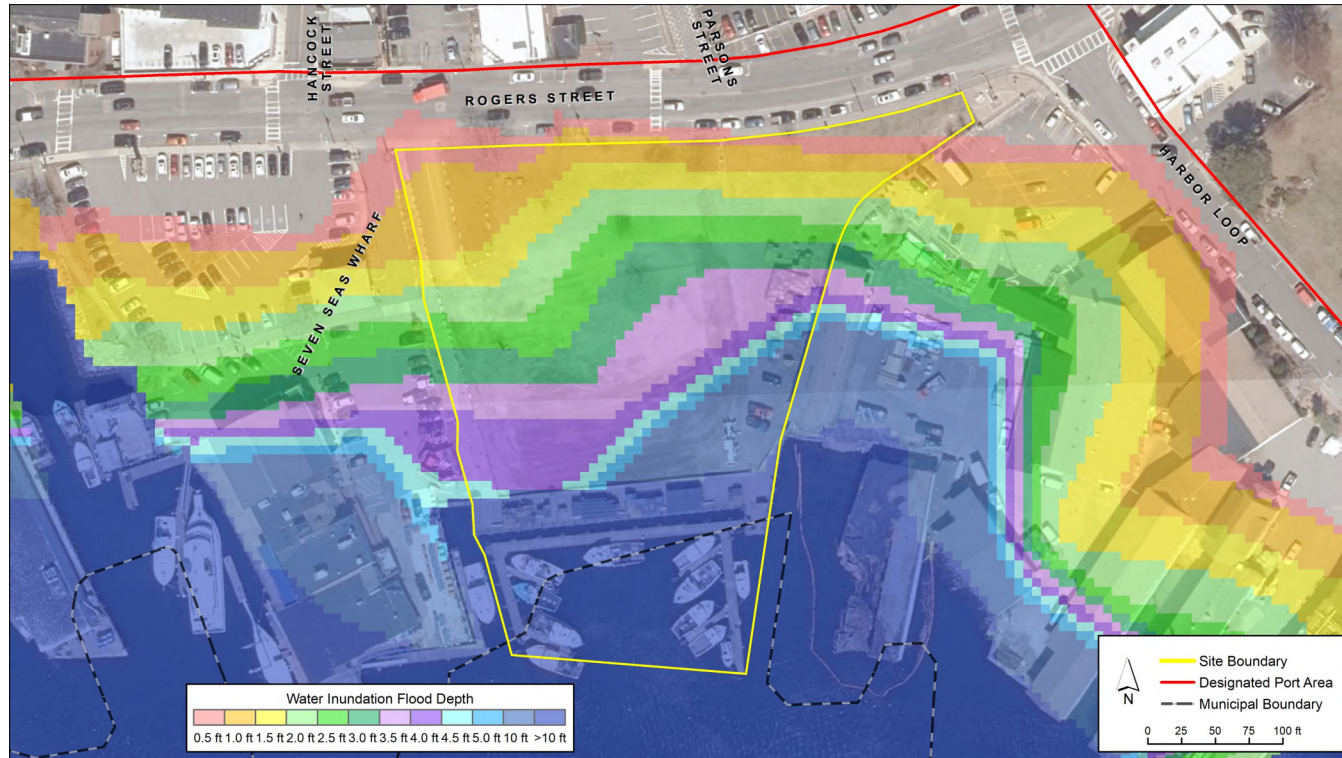 HANCOCK
STREET
PARSONS
STREET
ROGERS STREET
HARBOR LOOP
SEVEN SEAS WHARF
Water Inundation Flood Depth
0.5 ft 1.0 ft 1.5 ft 2.0 ft 2.5 ft 3.0 ft 3.5 ft 4.0 ft 4.5 ft 5.0 ft 10 ft >10 ft
N
Site Boundary
Designated Port Area
Municipal Boundary
0 25 50 75 100 ft